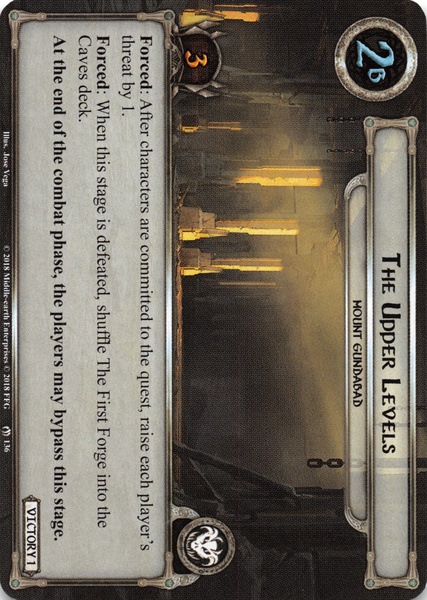 2B
THE UPPER LEVELS
MOUNT GUNDABAD
3
Forced: After characters are committed to the quest, raise each player's
threat by 1.
Forced: When this stage is defeated, shuffle The First Forge into the
Caves deck.
At the end of the combat phase, the players may bypass this stage.
VICTORY 1
Illus. Jose Vega
© 2018 Middle-earth Enterprises © 2018 FFG
136